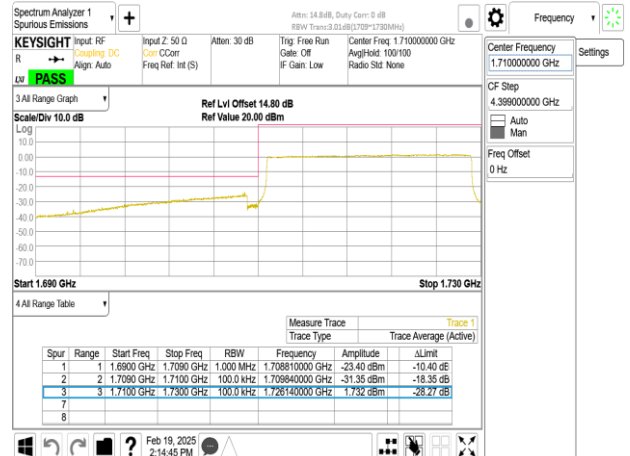 Spectrum Analyzer 1
Spurious Emissions
Attn: 14.8dB, Duty Corr: 0 dB
RBW Trans:3.01dB(1709~1730MHz)
Frequency
KEYSIGHT
R
LXI
PASS
Input: RF
Coupling: DC
Align: Auto
Input Z: 50 Ω
Corr CCorr
Freq Ref: Int (S)
Atten: 30 dB
Trig: Free Run
Gate: Off
IF Gain: Low
Center Freq: 1.710000000 GHz
Avg|Hold: 100/100
Radio Std: None
Center Frequency
1.710000000 GHz
Settings
CF Step
4.399000000 GHz
Auto
Man
Freq Offset
0 Hz
3 All Range Graph
Ref Lvl Offset 14.80 dB
Scale/Div 10.0 dB
Ref Value 20.00 dBm
Log
10.0
0.00
-10.0
-20.0
-30.0
-40.0
-50.0
-60.0
-70.0
Start 1.690 GHz
Stop 1.730 GHz
4 All Range Table
Measure Trace Trace 1
Trace Type Trace Average (Active)
Spur Range Start Freq Stop Freq RBW Frequency Amplitude ΔLimit
1 1 1.6900 GHz 1.7090 GHz 1.000 MHz 1.708810000 GHz -23.40 dBm -10.40 dB
2 2 1.7090 GHz 1.7100 GHz 100.0 kHz 1.709840000 GHz -31.35 dBm -18.35 dB
3 3 1.7100 GHz 1.7300 GHz 100.0 kHz 1.726140000 GHz 1.732 dBm -28.27 dB
7
8
?
Feb 19, 2025
2:14:45 PM